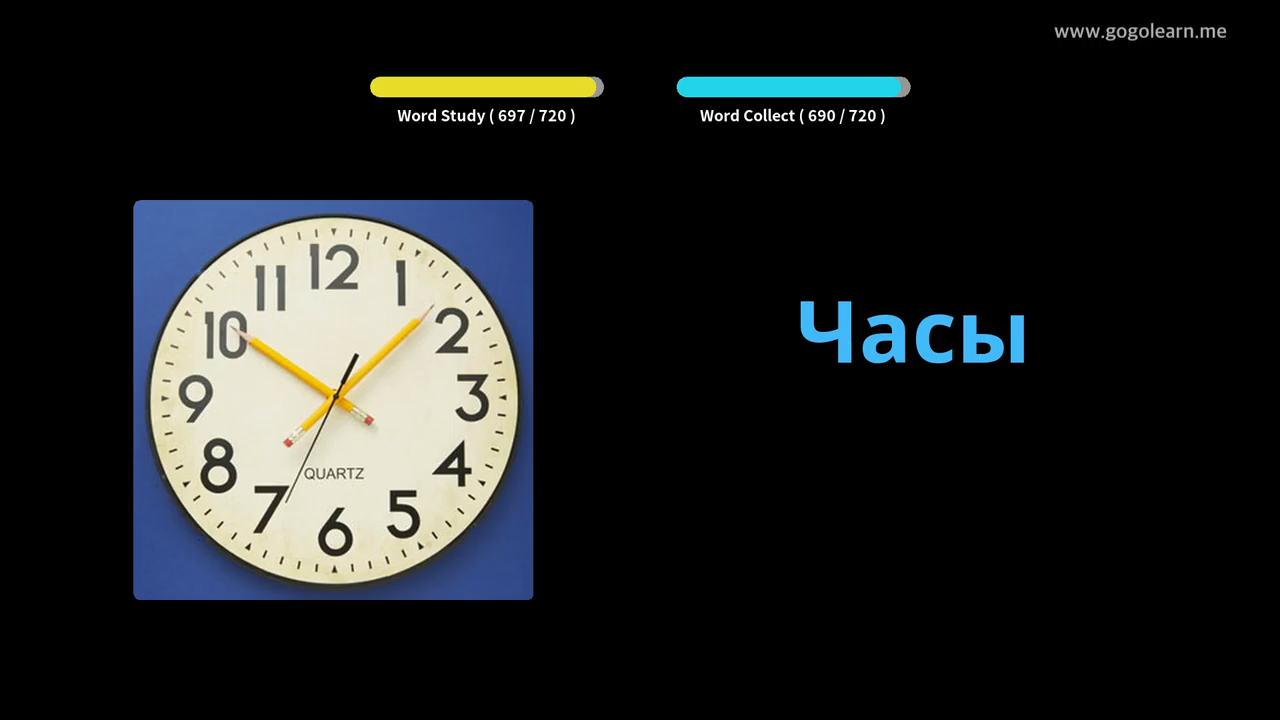 www.gogolearn.me
Word Study ( 697 / 720 )
Word Collect ( 690 / 720 )
12
11
1
10
2
9
3
8
4
QUARTZ
7
5
6
Часы